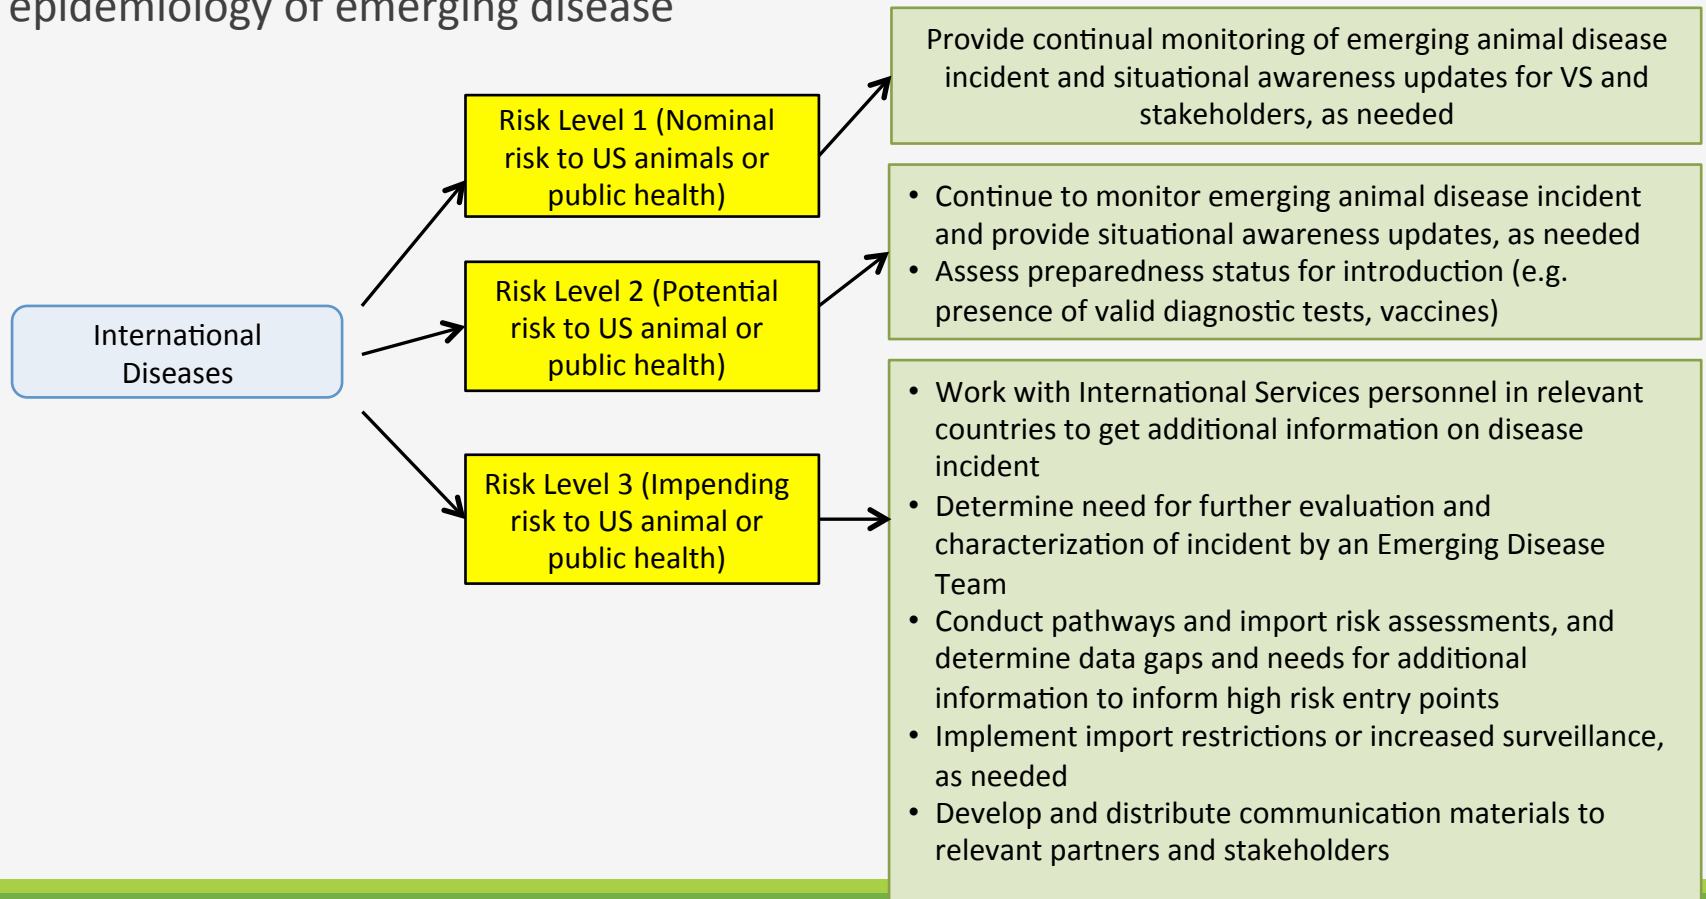 epidemiology of emerging disease
International
Diseases
Risk Level 1 (Nominal
risk to US animals or
public health)
Provide continual monitoring of emerging animal disease
incident and situational awareness updates for VS and
stakeholders, as needed
Risk Level 2 (Potential
risk to US animal or
public health)
• Continue to monitor emerging animal disease incident
and provide situational awareness updates, as needed
• Assess preparedness status for introduction (e.g.
presence of valid diagnostic tests, vaccines)
Risk Level 3 (Impending
risk to US animal or
public health)
• Work with International Services personnel in relevant
countries to get additional information on disease
incident
• Determine need for further evaluation and
characterization of incident by an Emerging Disease
Team
• Conduct pathways and import risk assessments, and
determine data gaps and needs for additional
information to inform high risk entry points
• Implement import restrictions or increased surveillance,
as needed
• Develop and distribute communication materials to
relevant partners and stakeholders